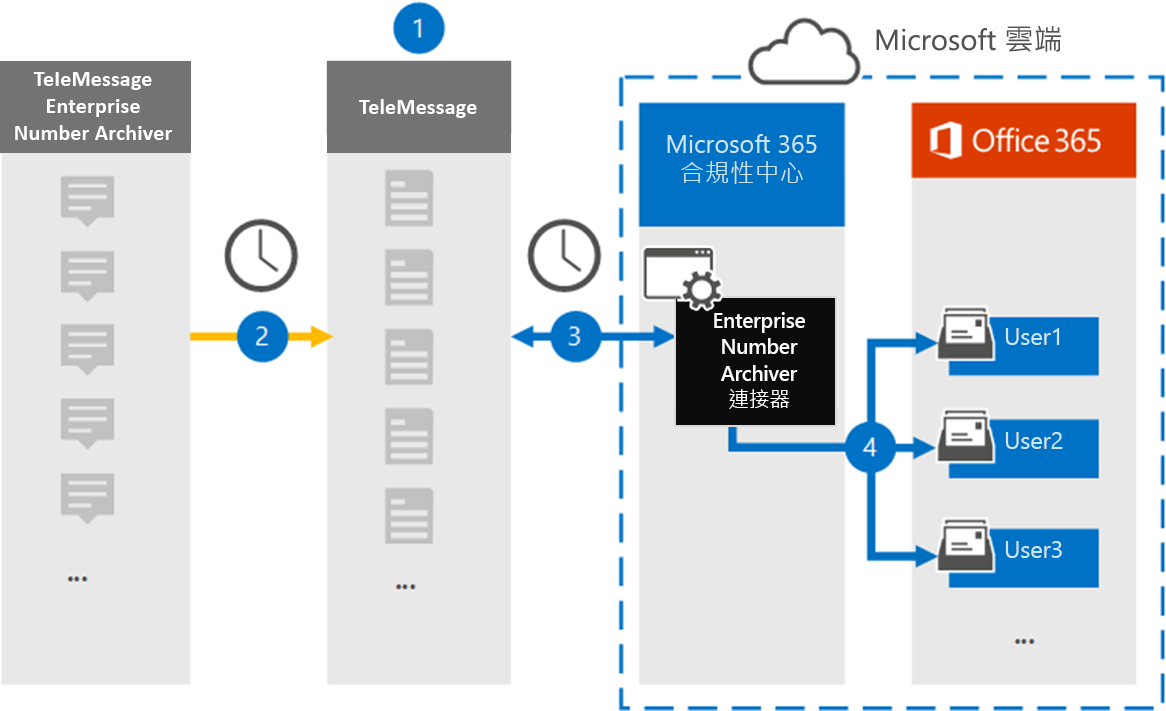 1
Microsoft 雲端
TeleMessage
Enterprise
Number Archiver
TeleMessage
Microsoft 365
合規性中心
Office 365
2
3
Enterprise
Number
Archiver
連接器
4
User1
User2
User3
...
...
...